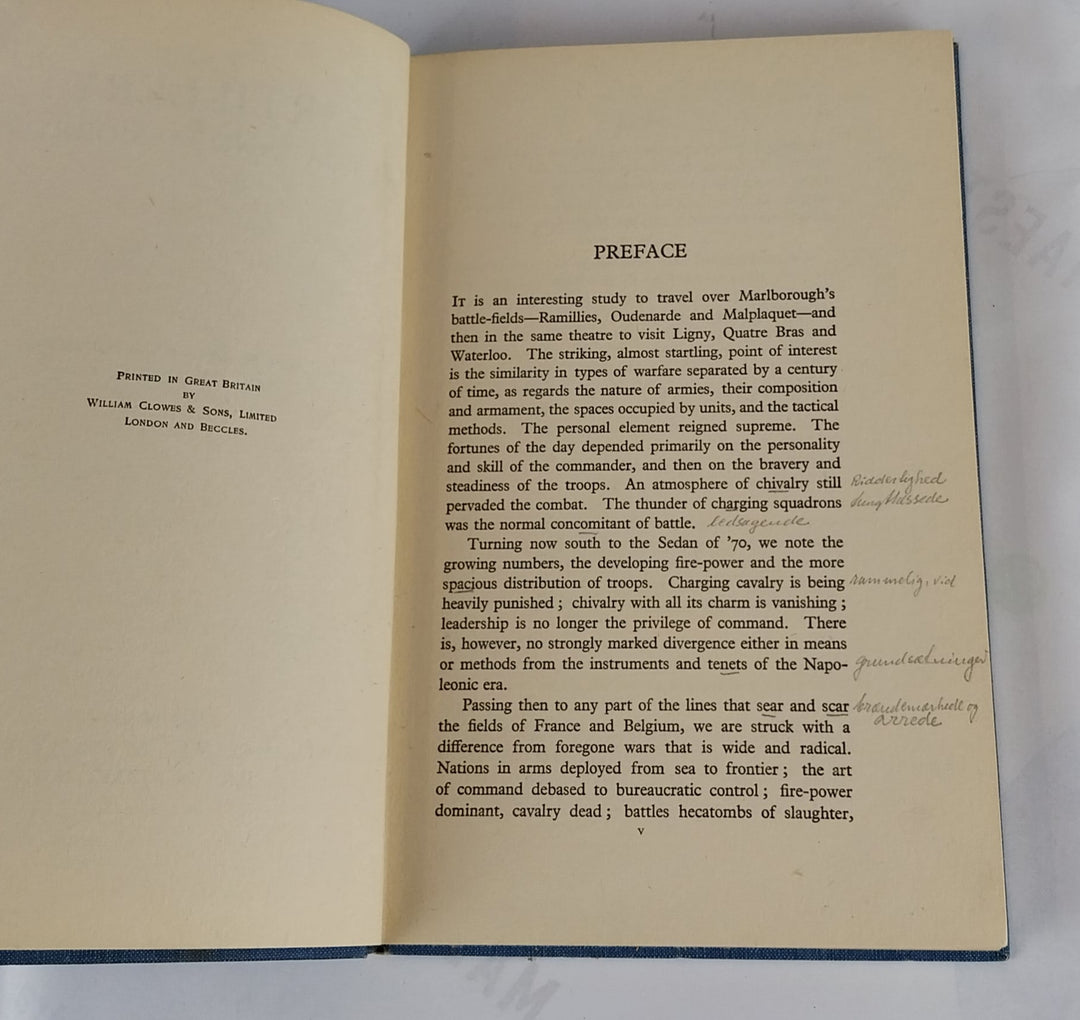 PRINTED IN GREAT BRITAIN
BY
WILLIAM CLOWES & SONS, LIMITED
LONDON AND BECCLES.
PREFACE
IT is an interesting study to travel over Marlborough's
battle-fields—Ramillies, Oudenarde and Malplaquet—and
then in the same theatre to visit Ligny, Quatre Bras and
Waterloo. The striking, almost startling, point of interest
is the similarity in types of warfare separated by a century
of time, as regards the nature of armies, their composition
and armament, the spaces occupied by units, and the tactical
methods. The personal element reigned supreme. The
fortunes of the day depended primarily on the personality
and skill of the commander, and then on the bravery and
steadiness of the troops. An atmosphere of chivalry still Ridderlighed
pervaded the combat. The thunder of charging squadrons
was the normal concomitant of battle. ledsagende
Turning now south to the Sedan of '70, we note the
growing numbers, the developing fire-power and the more
spacious distribution of troops. Charging cavalry is being rummelig, vid
heavily punished ; chivalry with all its charm is vanishing ;
leadership is no longer the privilege of command. There
is, however, no strongly marked divergence either in means
or methods from the instruments and tenets of the Napo- grundsætninger
leonic era.
Passing then to any part of the lines that sear and scar brændemærkede og
arrede
the fields of France and Belgium, we are struck with a
difference from foregone wars that is wide and radical.
Nations in arms deployed from sea to frontier ; the art
of command debased to bureaucratic control ; fire-power
dominant, cavalry dead ; battles hecatombs of slaughter,
v